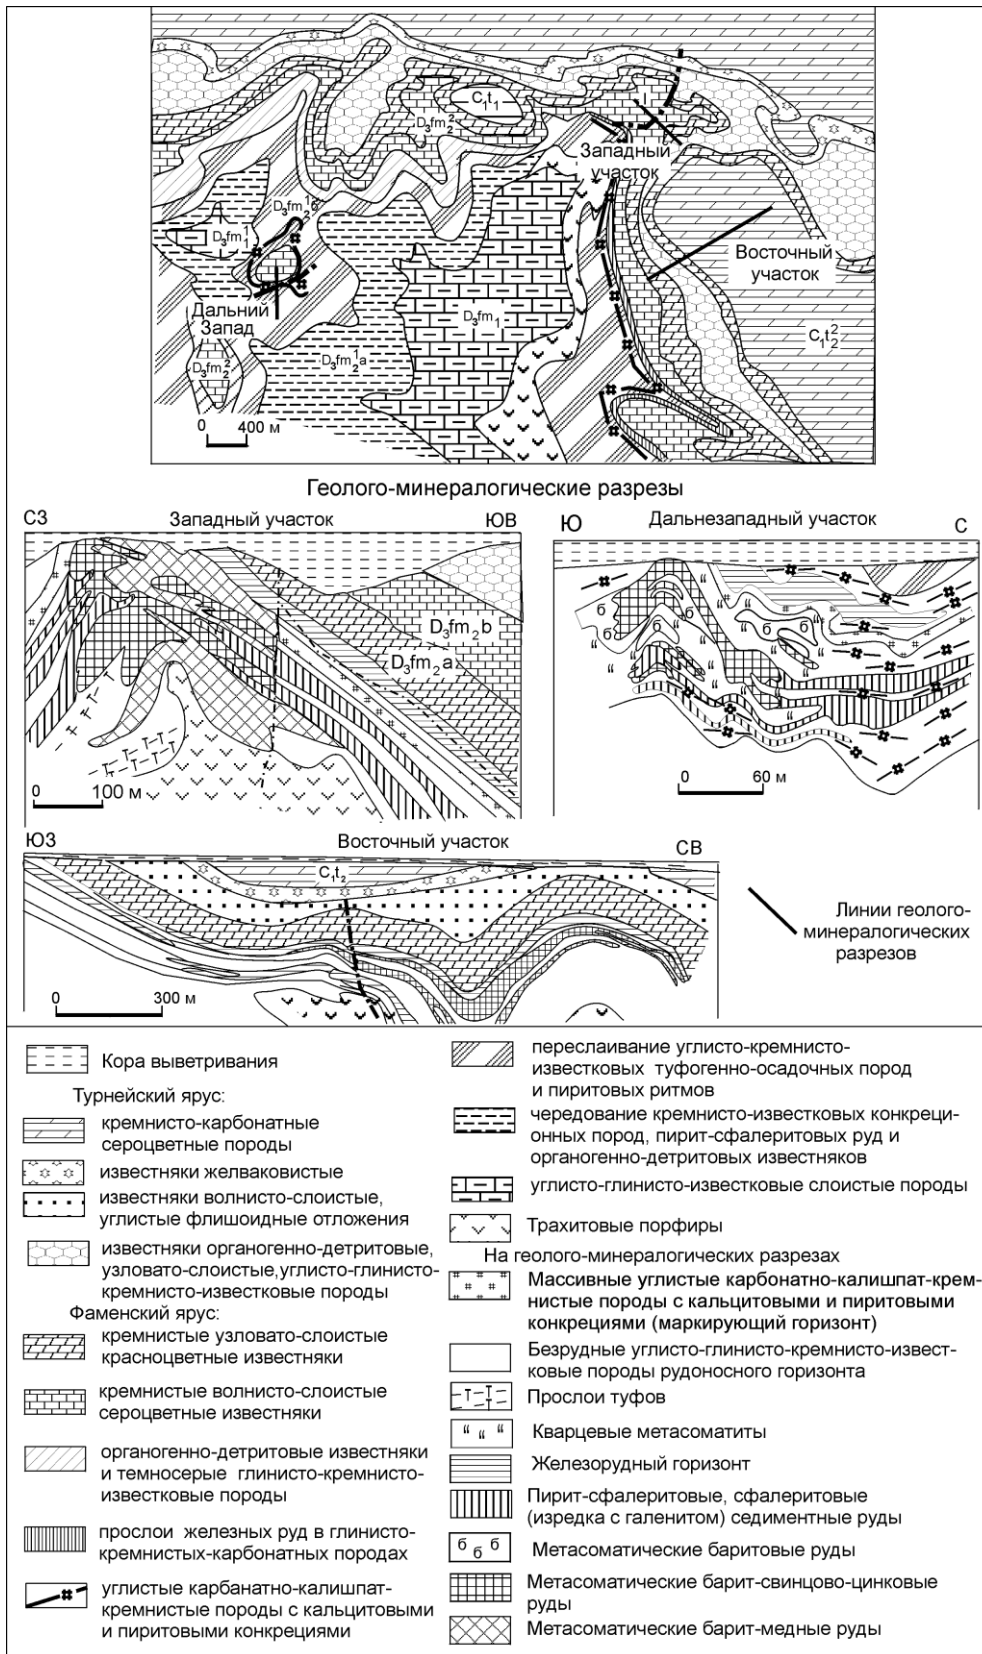 C₁t₁
D₃fm₂²
I
Западный
участок
D₃fm₂¹б
D₃fm₁¹
Восточный
участок
Дальний
Запад
D₃fm₁
D₃fm₂¹a
C₁t₂²
D₃fm₂²
0 400 м
Геолого-минералогические разрезы
СЗ Западный участок ЮВ
Ю Дальнезападный участок С
D₃fm₂b
D₃fm₂a
б б б б б
0 100 м
0 60 м
ЮЗ Восточный участок СВ
C₁t₂
Линии геолого-
минералогических
разрезов
0 300 м
Кора выветривания
Турнейский ярус:
кремнисто-карбонатные
сероцветные породы
известняки желваковистые
известняки волнисто-слоистые,
углистые флишоидные отложения
известняки органогенно-детритовые,
узловато-слоистые,углисто-глинисто-
кремнисто-известковые породы
Фаменский ярус:
кремнистые узловато-слоистые
красноцветные известняки
кремнистые волнисто-слоистые
сероцветные известняки
органогенно-детритовые известняки
и темносерые глинисто-кремнисто-
известковые породы
прослои железных руд в глинисто-
кремнистых-карбонатных породах
углистые карбанатно-калишпат-
кремнистые породы с кальцитовыми
и пиритовыми конкрециями
переслаивание углисто-кремнисто-
известковых туфогенно-осадочных пород
и пиритовых ритмов
чередование кремнисто-известковых конкреци-
онных пород, пирит-сфалеритовых руд и
органогенно-детритовых известняков
углисто-глинисто-известковые слоистые породы
Трахитовые порфиры
На геолого-минералогических разрезах
Массивные углистые карбонатно-калишпат-крем-
нистые породы с кальцитовыми и пиритовыми
конкрециями (маркирующий горизонт)
Безрудные углисто-глинисто-кремнисто-извест-
ковые породы рудоносного горизонта
Прослои туфов
Кварцевые метасоматиты
Железорудный горизонт
Пирит-сфалеритовые, сфалеритовые
(изредка с галенитом) седиментные руды
б б б
Метасоматические баритовые руды
Метасоматические барит-свинцово-цинковые
руды
Метасоматические барит-медные руды